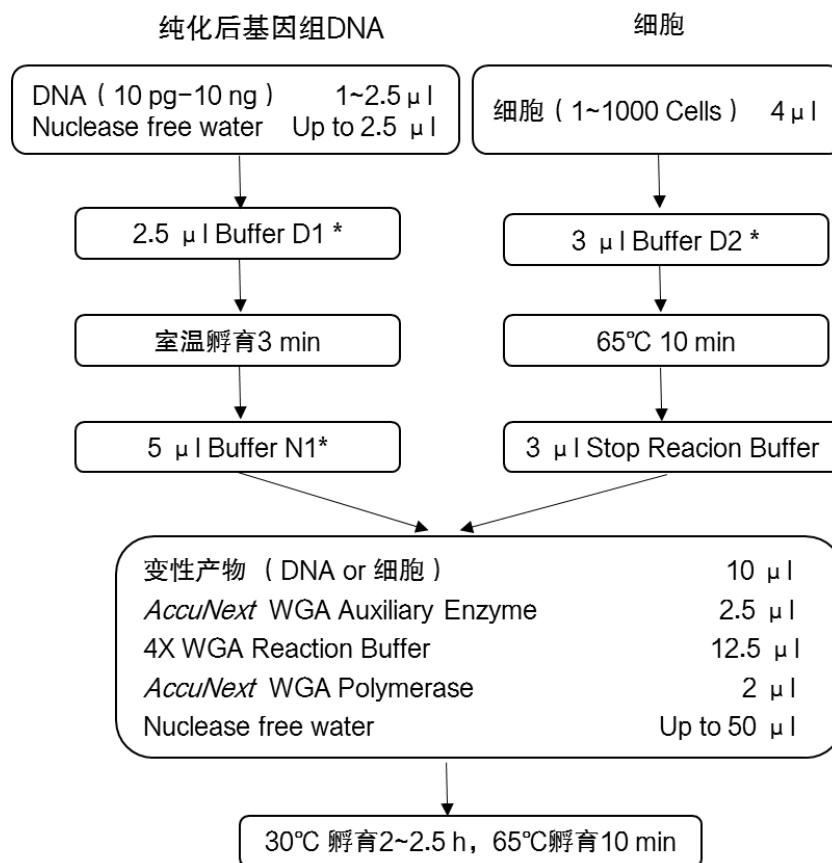 纯化后基因组DNA
DNA（10 pg-10 ng） 1~2.5 μl
Nuclease free water Up to 2.5 μl
2.5 μl Buffer D1 *
室温孵育3 min
5 μl Buffer N1*
细胞
细胞（1~1000 Cells） 4 μl
3 μl Buffer D2 *
65℃ 10 min
3 μl Stop Reacion Buffer
变性产物 （DNA or 细胞） 10 μl
AccuNext WGA Auxiliary Enzyme 2.5 μl
4X WGA Reaction Buffer 12.5 μl
AccuNext WGA Polymerase 2 μl
Nuclease free water Up to 50 μl
30℃ 孵育2~2.5 h，65℃孵育10 min